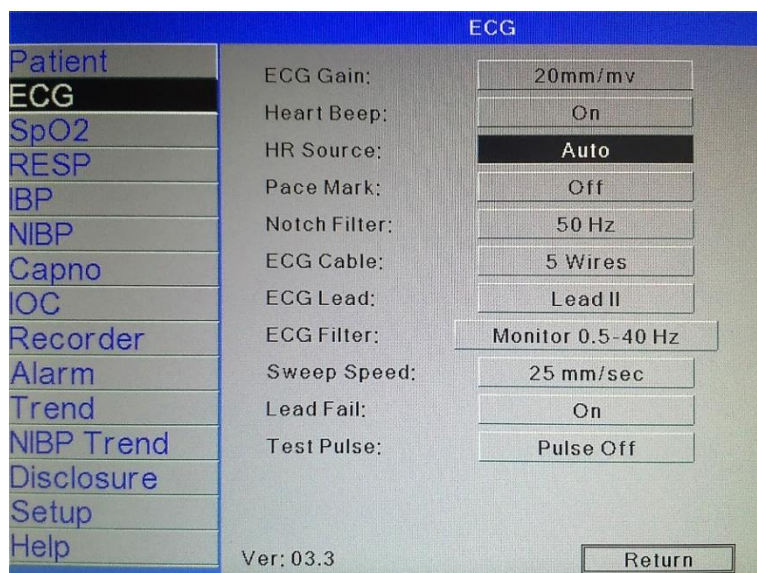 ECG
Patient
ECG
SpO2
RESP
IBP
NIBP
Capno
IOC
Recorder
Alarm
Trend
NIBP Trend
Disclosure
Setup
Help
ECG Gain: 20mm/mv
Heart Beep: On
HR Source: Auto
Pace Mark: Off
Notch Filter: 50 Hz
ECG Cable: 5 Wires
ECG Lead: Lead II
ECG Filter: Monitor 0.5-40 Hz
Sweep Speed: 25 mm/sec
Lead Fail: On
Test Pulse: Pulse Off
Ver: 03.3 Return